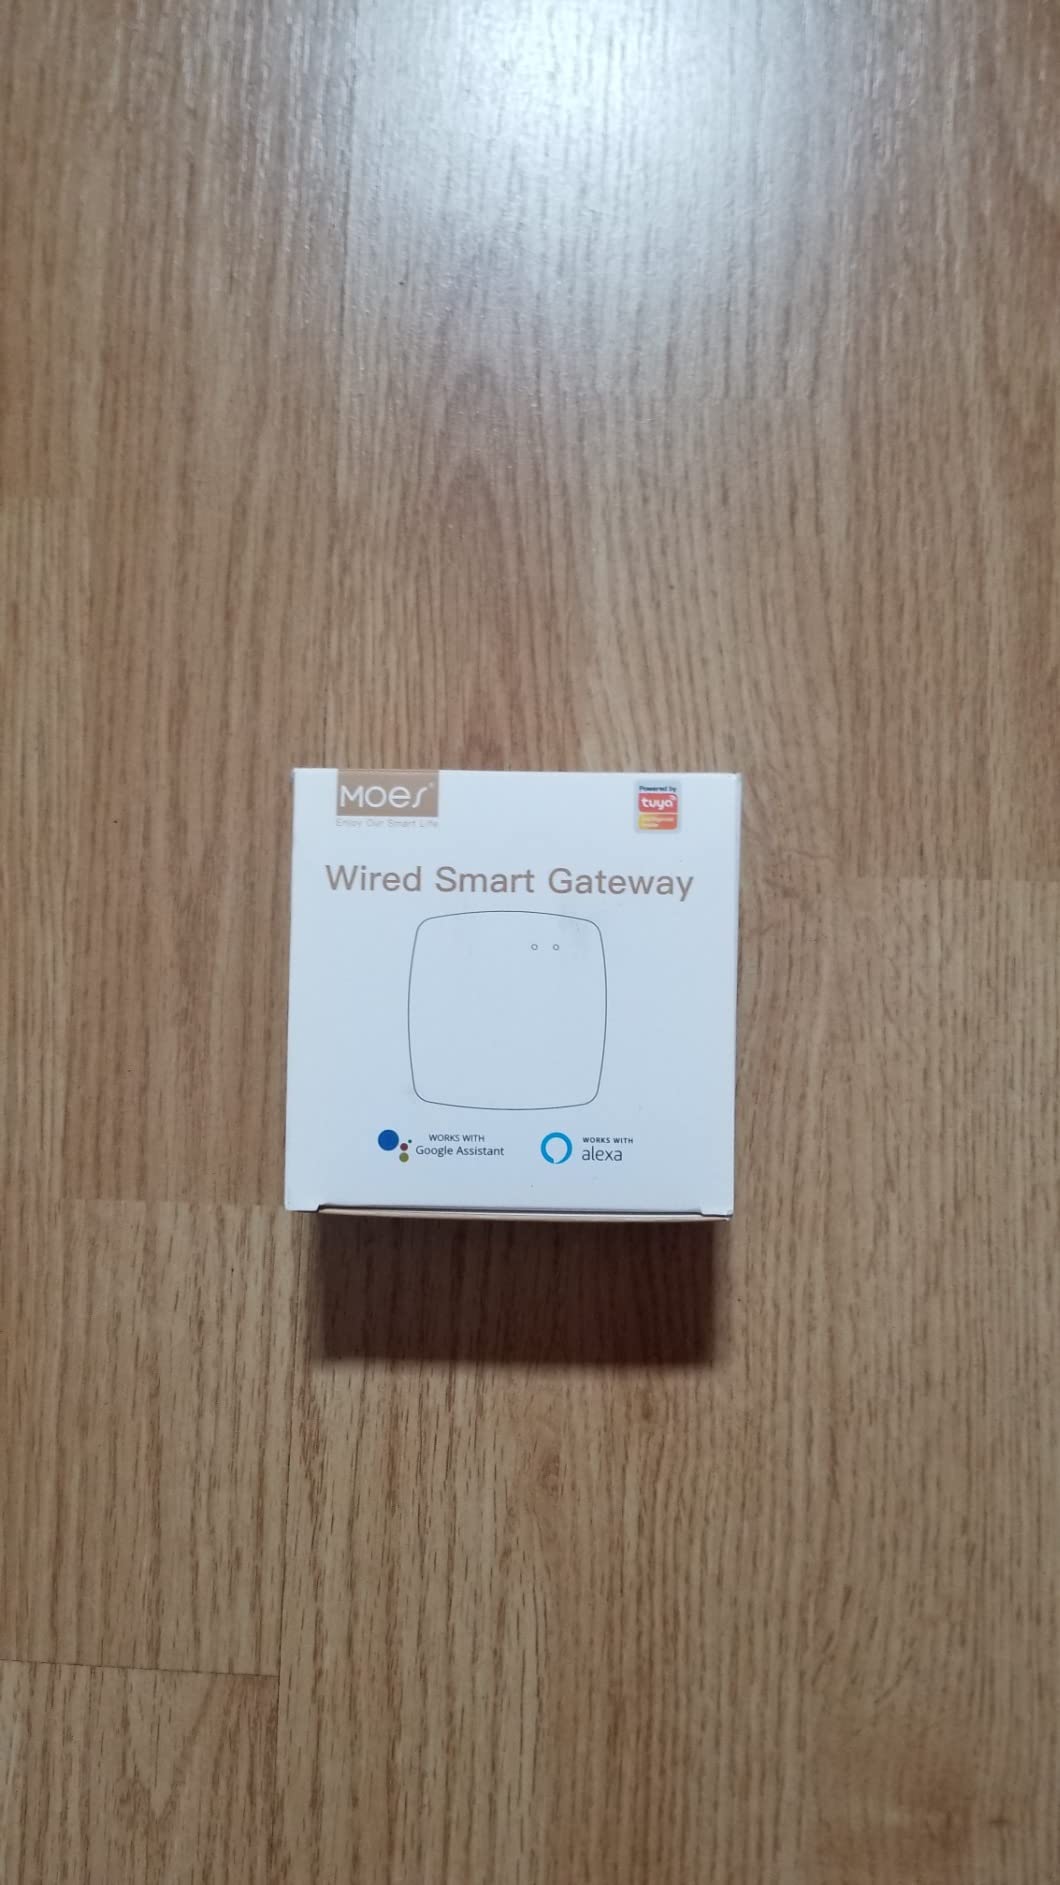 MOES®
Enjoy Our Smart Life
Powered by
tuya
Wired Smart Gateway
WORKS WITH
Google Assistant
WORKS WITH
alexa